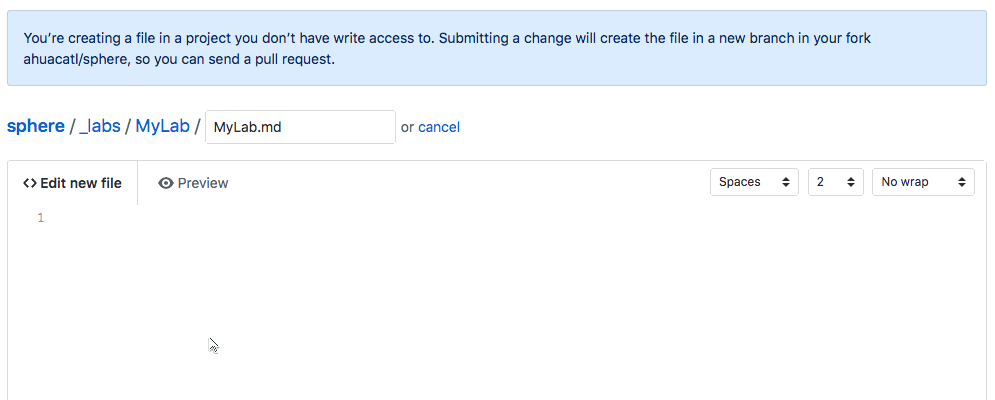 You’re creating a file in a project you don’t have write access to. Submitting a change will create the file in a new branch in your fork
ahuacatl/sphere, so you can send a pull request.
sphere / _labs / MyLab / MyLab.md or cancel
<> Edit new file Preview Spaces 2 No wrap
1